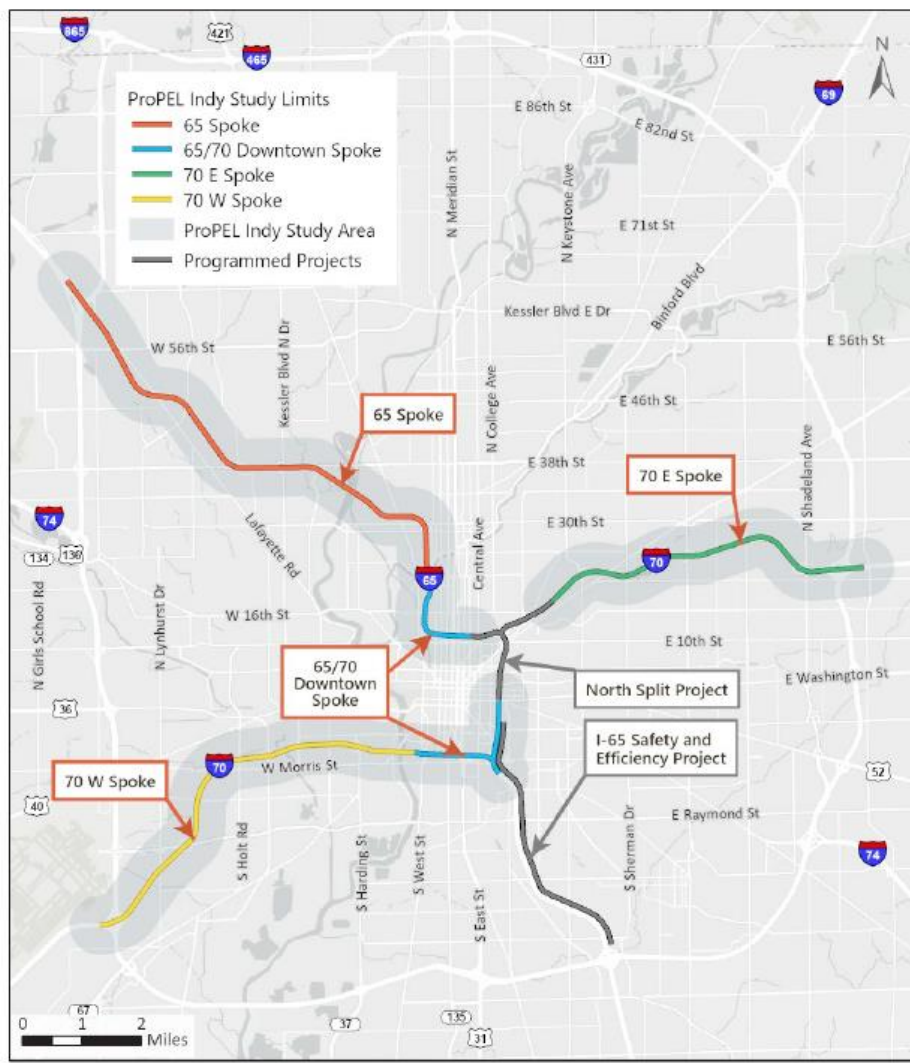 865
421
465
431
69
N
ProPEL Indy Study Limits
65 Spoke
65/70 Downtown Spoke
70 E Spoke
70 W Spoke
ProPEL Indy Study Area
Programmed Projects
E 86th St
E 82nd St
N Meridian St
N Keystone Ave
E 71st St
Binford Blvd
Kessler Blvd E Dr
W 56th St
E 56th St
Kessler Blvd N Dr
65 Spoke
N College Ave
E 46th St
E 38th St
70 E Spoke
N Shadeland Ave
74
134
136
Lafayette Rd
Central Ave
E 30th St
70
65
N Girls School Rd
N Lynhurst Dr
W 16th St
E 10th St
65/70
Downtown
Spoke
North Split Project
E Washington St
36
I-65 Safety and
Efficiency Project
70
W Morris St
70 W Spoke
52
40
E Raymond St
S Holt Rd
S Harding St
S West St
S East St
S Sherman Dr
74
67
37
135
31
0 1 2
Miles